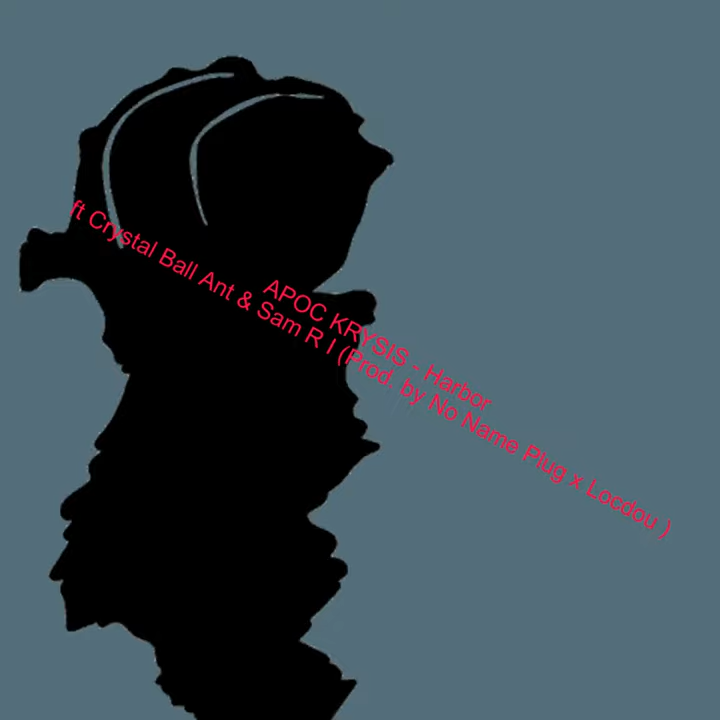 APOC KRYSIS - Harbor
ft Crystal Ball Ant & Sam R I (Prod. by No Name Plug x Locdou )